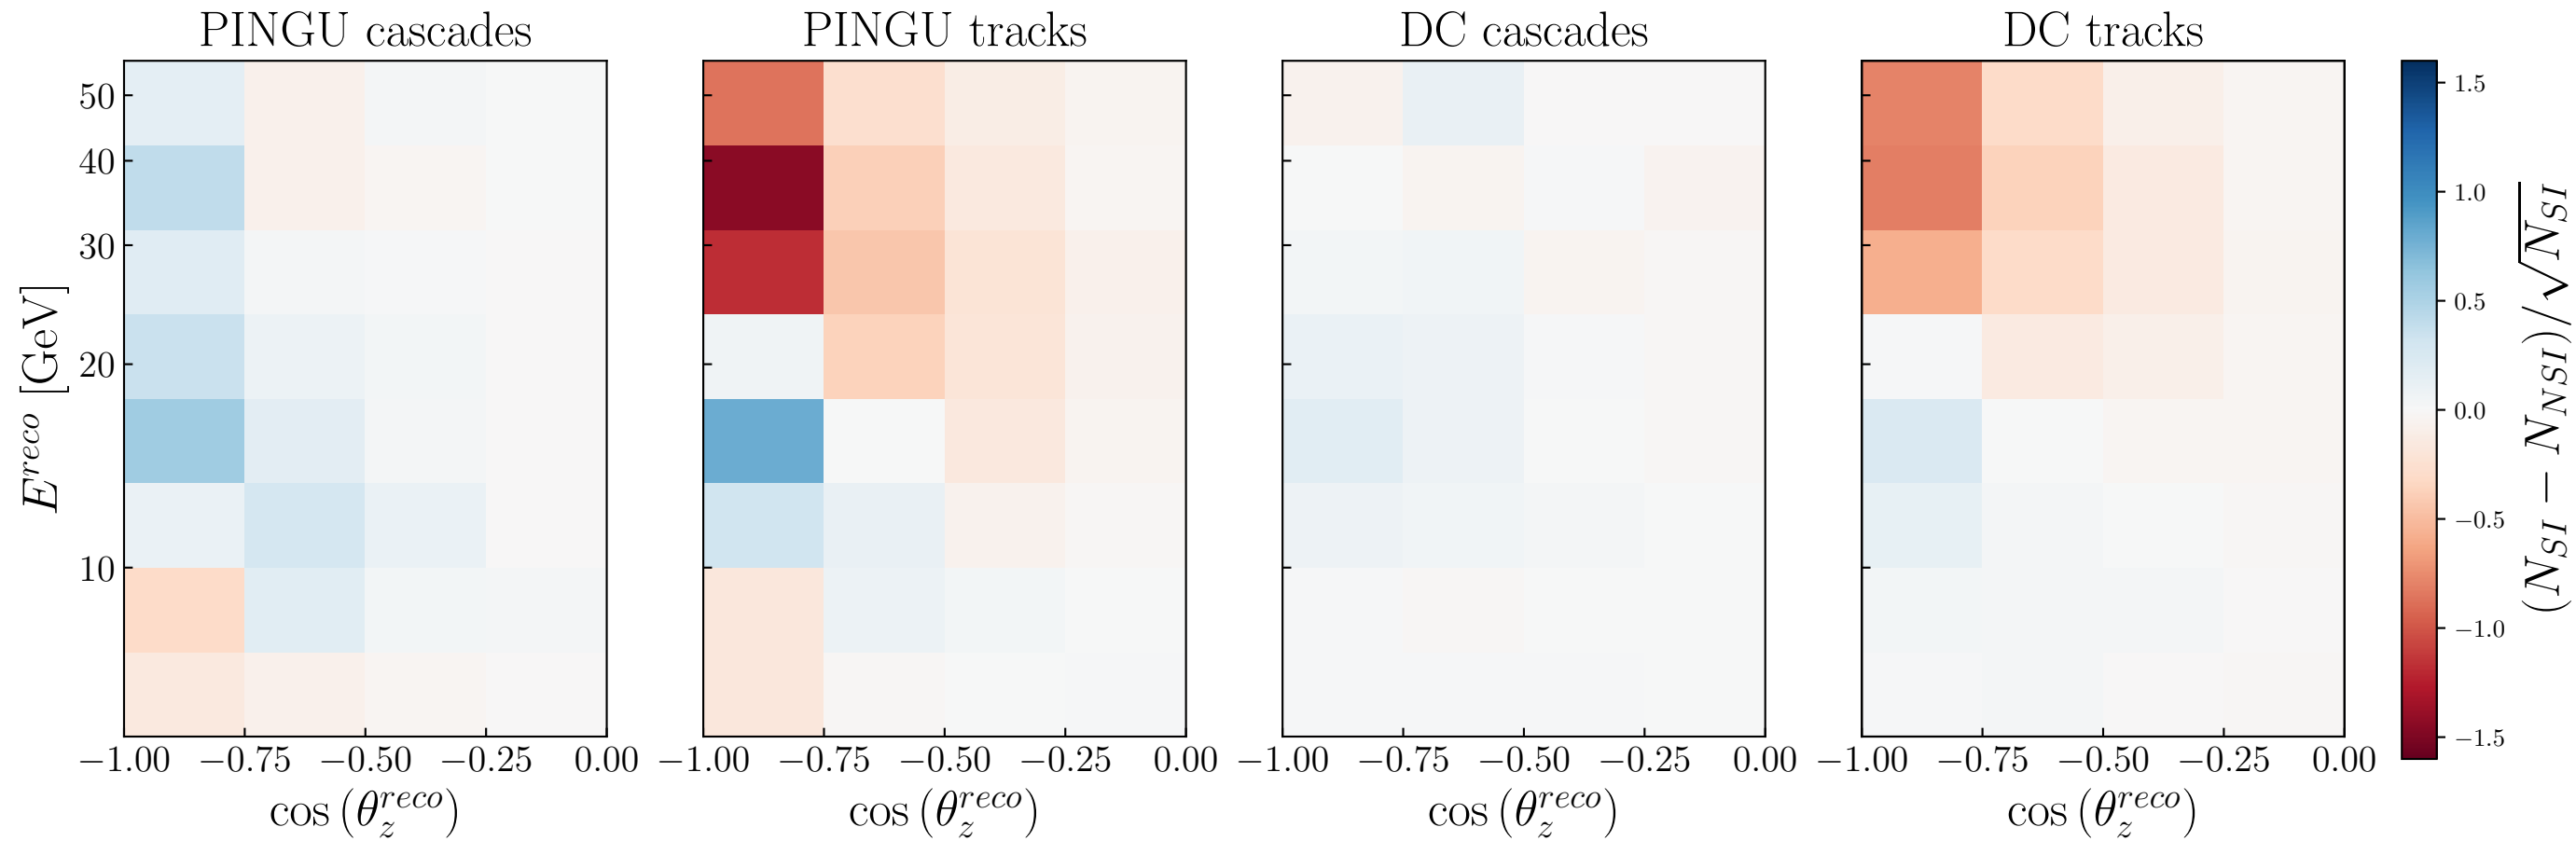 PINGU cascades PINGU tracks DC cascades DC tracks
E^{reco} [GeV]
50
40
30
20
10
−1.00 −0.75 −0.50 −0.25 0.00
−1.00 −0.75 −0.50 −0.25 0.00
−1.00 −0.75 −0.50 −0.25 0.00
−1.00 −0.75 −0.50 −0.25 0.00
cos (θ_z^{reco}) cos (θ_z^{reco}) cos (θ_z^{reco}) cos (θ_z^{reco})
1.5
1.0
0.5
0.0
−0.5
−1.0
−1.5
(N_{SI} − N_{NSI})/√N_{SI}